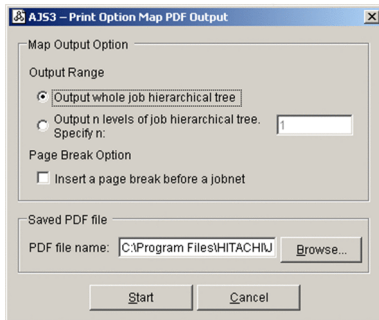 AJS3 – Print Option Map PDF Output
Map Output Option
Output Range
Output whole job hierarchical tree
Output n levels of job hierarchical tree.
Specify n:
1
Page Break Option
Insert a page break before a jobnet
Saved PDF file
PDF file name: C:\Program Files\HITACHI\J Browse...
Start Cancel